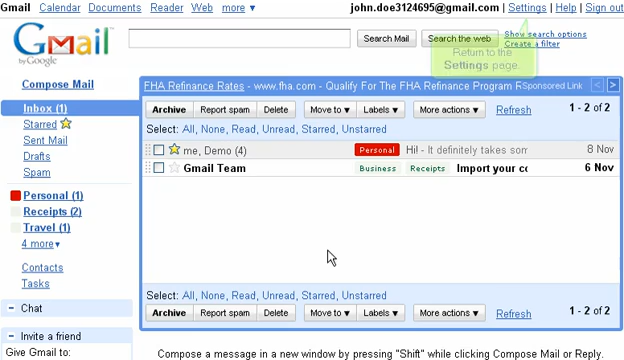 Gmail Calendar Documents Reader Web more ▼ john.doe3124695@gmail.com | Settings | Help | Sign out
Gmail
by Google
Search Mail Search the web Show search options
Create a filter
Return to the
Settings page.
Compose Mail
Inbox (1)
Starred
Sent Mail
Drafts
Spam
Personal (1)
Receipts (2)
Travel (1)
4 more▼
Contacts
Tasks
Chat
Invite a friend
Give Gmail to:
FHA Refinance Rates - www.fha.com - Qualify For The FHA Refinance Program F Sponsored Link < >
Archive Report spam Delete Move to ▼ Labels ▼ More actions ▼ Refresh 1 - 2 of 2
Select: All, None, Read, Unread, Starred, Unstarred
me, Demo (4) Personal Hi! - It definitely takes som 8 Nov
Gmail Team Business Receipts Import your co 6 Nov
Select: All, None, Read, Unread, Starred, Unstarred
Archive Report spam Delete Move to ▼ Labels ▼ More actions ▼ Refresh 1 - 2 of 2
Compose a message in a new window by pressing "Shift" while clicking Compose Mail or Reply.